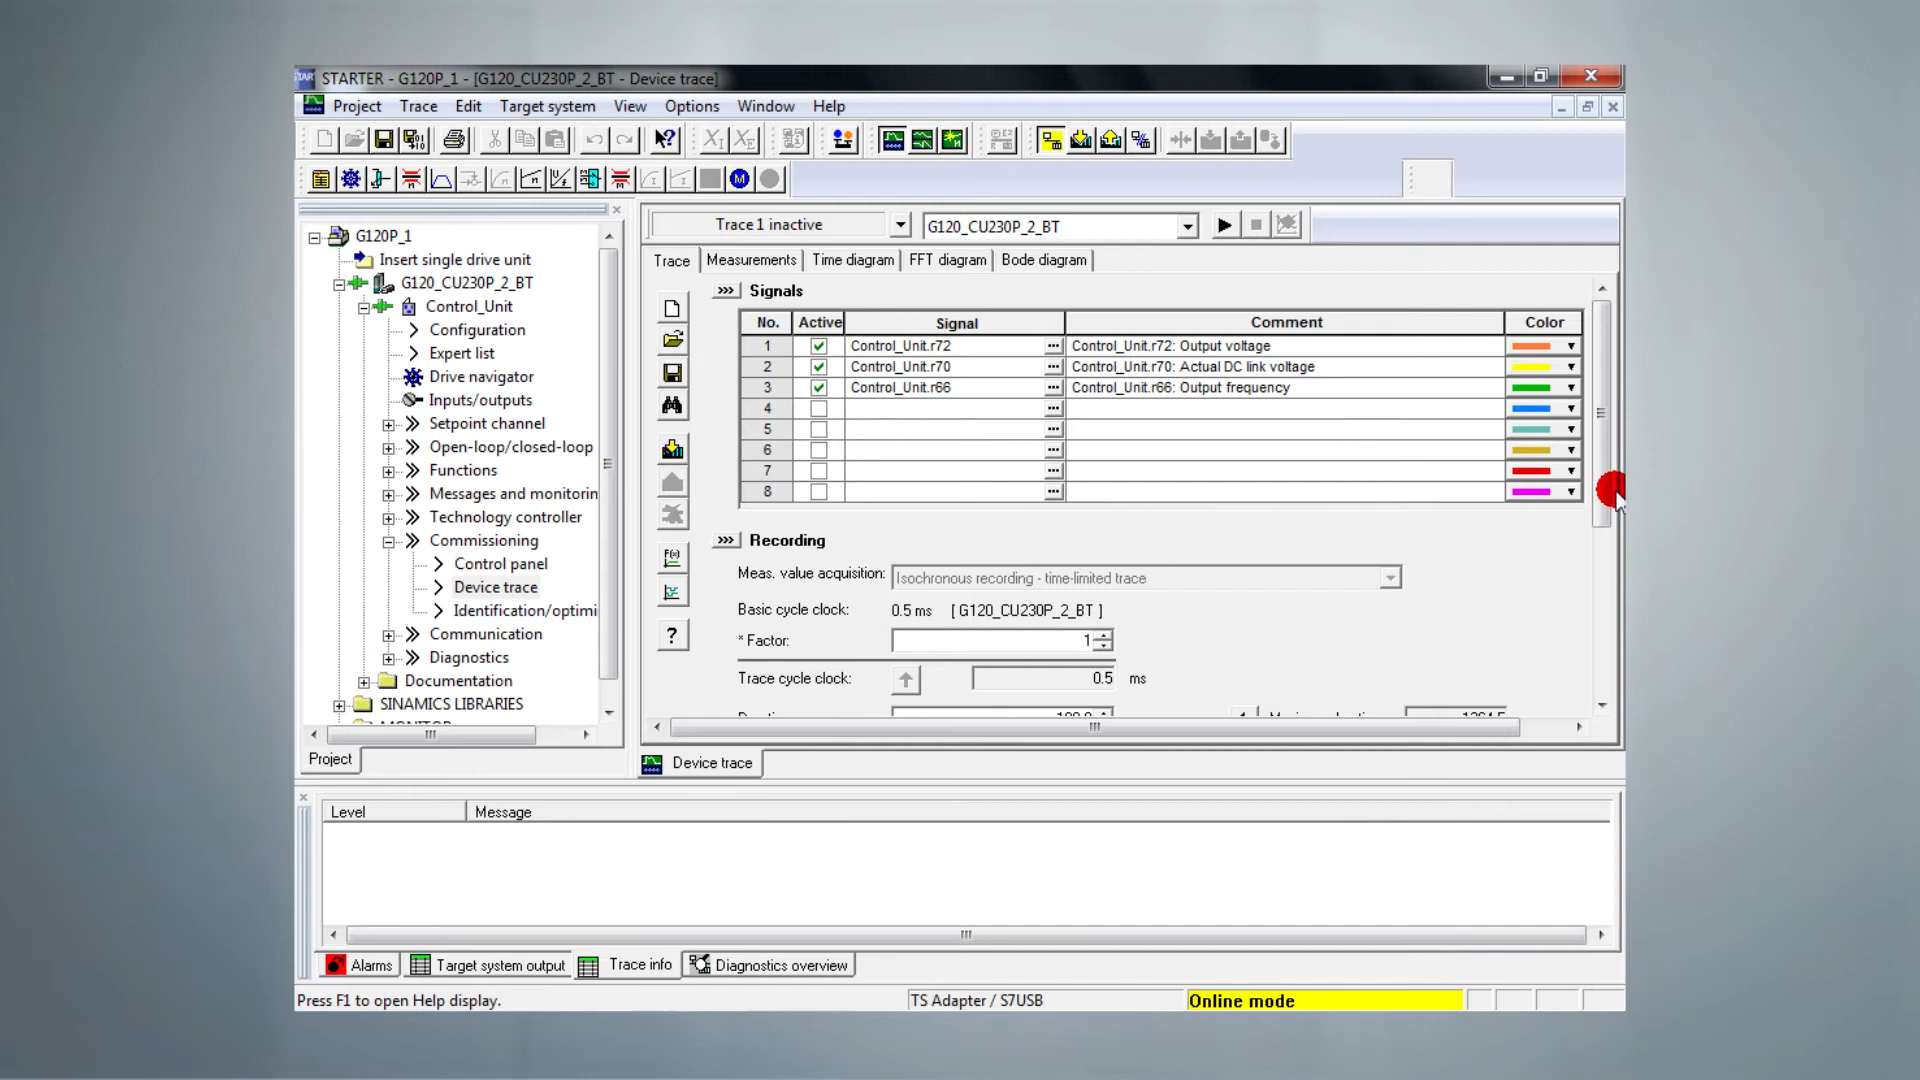 STARTER - G120P_1 - [G120_CU230P_2_BT - Device trace]
Project Trace Edit Target system View Options Window Help
Trace1 inactive G120_CU230P_2_BT
Trace Measurements Time diagram FFT diagram Bode diagram
G120P_1
Insert single drive unit
G120_CU230P_2_BT
Control_Unit
Configuration
Expert list
Drive navigator
Inputs/outputs
Setpoint channel
Open-loop/closed-loop
Functions
Messages and monitorin
Technology controller
Commissioning
Control panel
Device trace
Identification/optimi
Communication
Diagnostics
Documentation
SINAMICS LIBRARIES
MONITOR
Project
>>> Signals
No. Active Signal Comment Color
1 Control_Unit.r72 ... Control_Unit.r72: Output voltage
2 Control_Unit.r70 ... Control_Unit.r70: Actual DC link voltage
3 Control_Unit.r66 ... Control_Unit.r66: Output frequency
4 ...
5 ...
6 ...
7 ...
8 ...
>>> Recording
Meas. value acquisition: Isochronous recording - time-limited trace
Basic cycle clock: 0.5 ms [ G120_CU230P_2_BT ]
* Factor: 1
Trace cycle clock: 0.5 ms
Device trace
Level Message
Alarms Target system output Trace info Diagnostics overview
Press F1 to open Help display. TS Adapter / S7USB Online mode